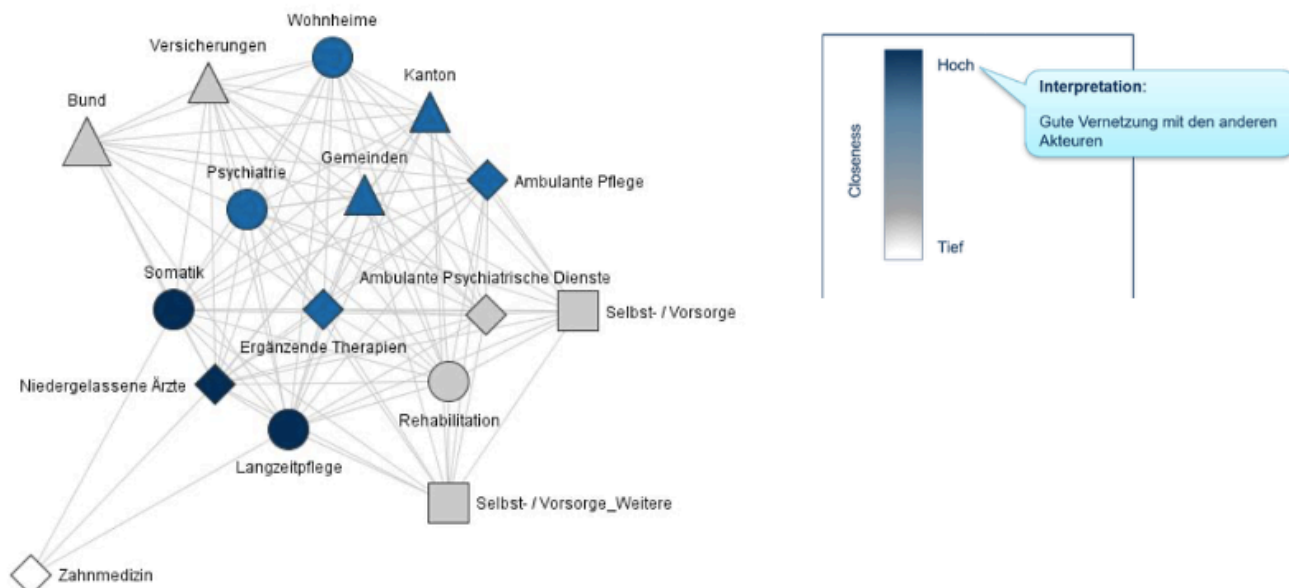 Wohnheime
Versicherungen
Kanton
Bund
Gemeinden
Psychiatrie
Ambulante Pflege
Somatik
Ambulante Psychiatrische Dienste
Selbst- / Vorsorge
Ergänzende Therapien
Niedergelassene Ärzte
Rehabilitation
Langzeitpflege
Selbst- / Vorsorge_Weitere
Zahnmedizin
Closeness
Hoch
Tief
Interpretation:
Gute Vernetzung mit den anderen
Akteuren